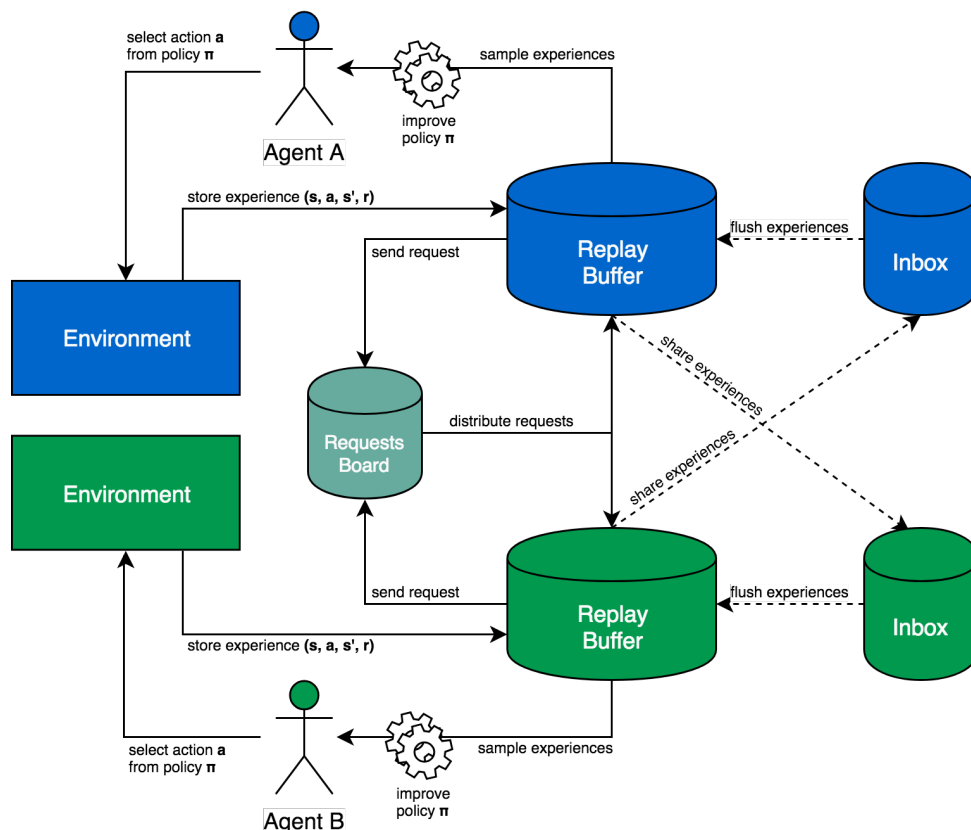 select action a
from policy π
sample experiences
improve
policy π
Agent A
store experience (s, a, s', r)
send request
Replay
Buffer
flush experiences
Inbox
Environment
share experiences
Requests
Board
distribute requests
share experiences
Environment
send request
Replay
Buffer
flush experiences
Inbox
store experience (s, a, s', r)
select action a
from policy π
sample experiences
improve
policy π
Agent B